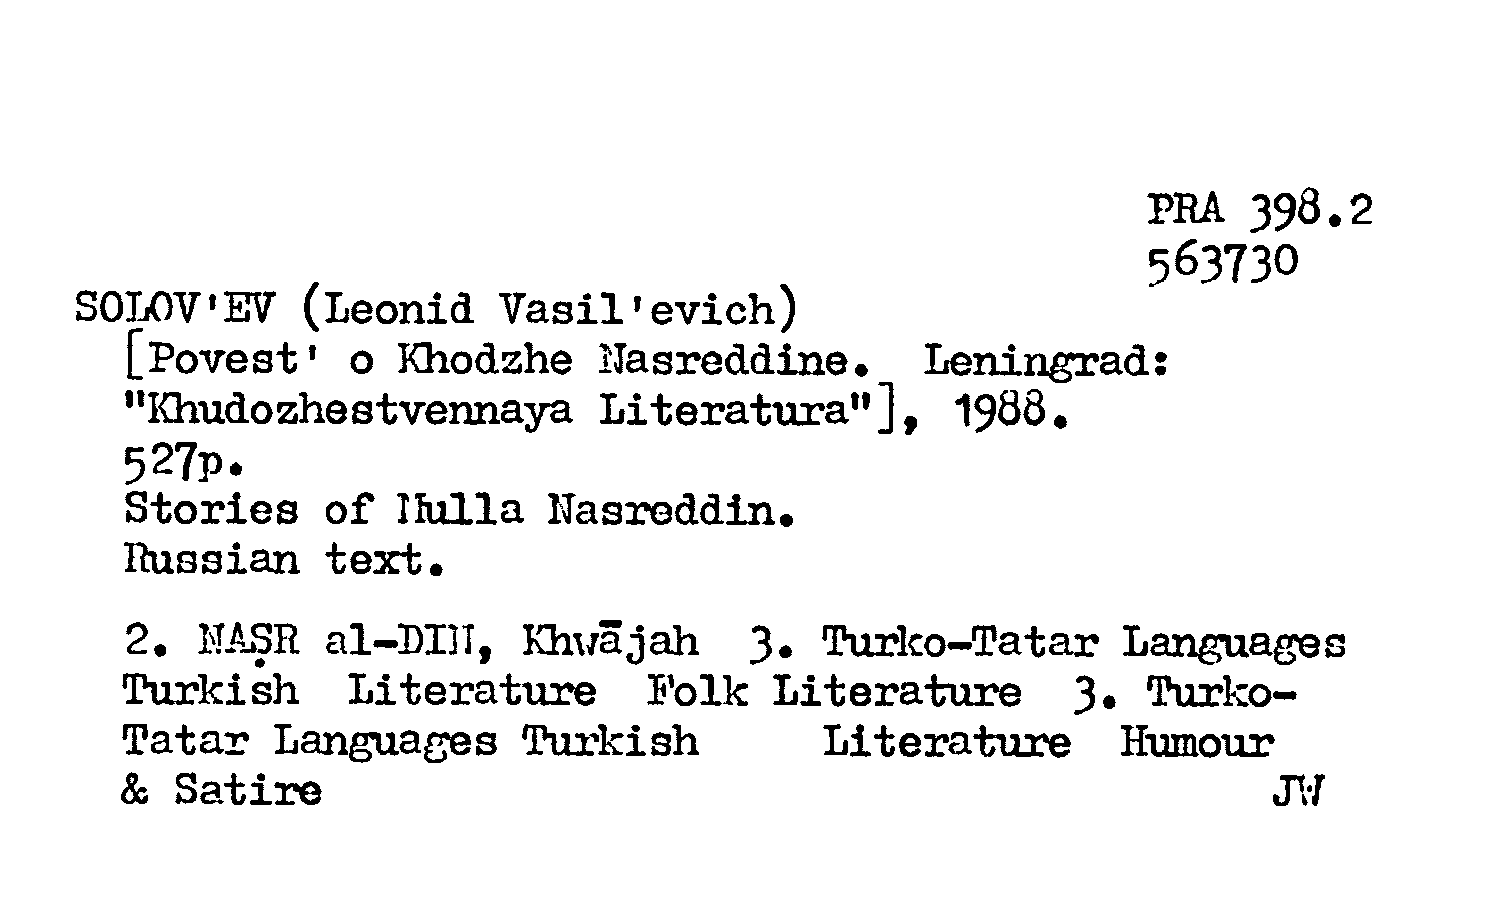 PRA 398.2
563730
SOLOV'EV (Leonid Vasil'evich)
[Povest' o Khodzhe Nasreddine. Leningrad:
"Khudozhestvennaya Literatura"], 1988.
527p.
Stories of Mulla Nasreddin.
Russian text.
2. NAṢR al-DIN, Khwājah 3. Turko-Tatar Languages
Turkish Literature Folk Literature 3. Turko-
Tatar Languages Turkish Literature Humour
& Satire JW